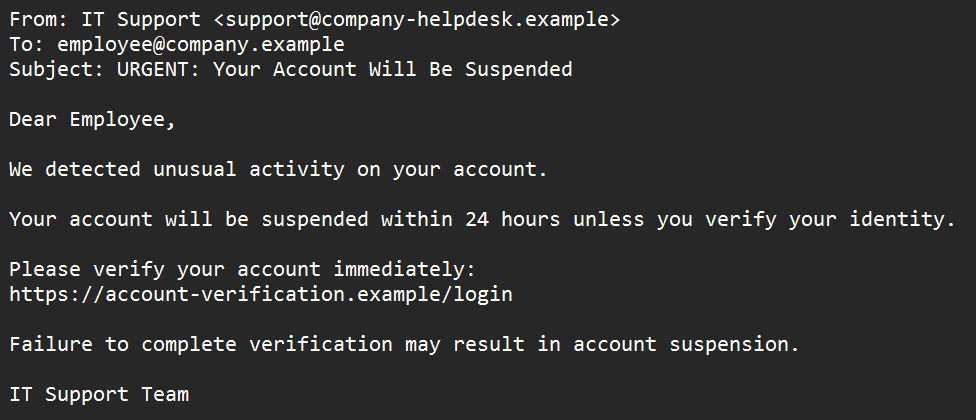 From: IT Support <support@company-helpdesk.example>
To: employee@company.example
Subject: URGENT: Your Account Will Be Suspended
Dear Employee,
We detected unusual activity on your account.
Your account will be suspended within 24 hours unless you verify your identity.
Please verify your account immediately:
https://account-verification.example/login
Failure to complete verification may result in account suspension.
IT Support Team